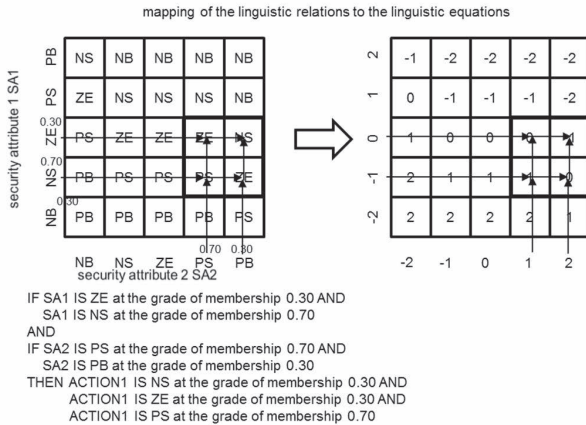 mapping of the linguistic relations to the linguistic equations
security attribute 1 SA1
PB NS NB NB NB NB
PS ZE NS NS NS NB
0.30
ZE PS ZE ZE ZE NS
0.70
NS PB PS PS PS ZE
0.30
NB PB PB PB PB PS
0.70 0.30
NB NS ZE PS PB
security attribute 2 SA2
2 -1 -2 -2 -2 -2
1 0 -1 -1 -1 -2
0 1 0 0 0 -1
-1 2 1 1 1 0
-2 2 2 2 2 1
-2 -1 0 1 2
IF SA1 IS ZE at the grade of membership 0.30 AND
SA1 IS NS at the grade of membership 0.70
AND
IF SA2 IS PS at the grade of membership 0.70 AND
SA2 IS PB at the grade of membership 0.30
THEN ACTION1 IS NS at the grade of membership 0.30 AND
ACTION1 IS ZE at the grade of membership 0.30 AND
ACTION1 IS PS at the grade of membership 0.70